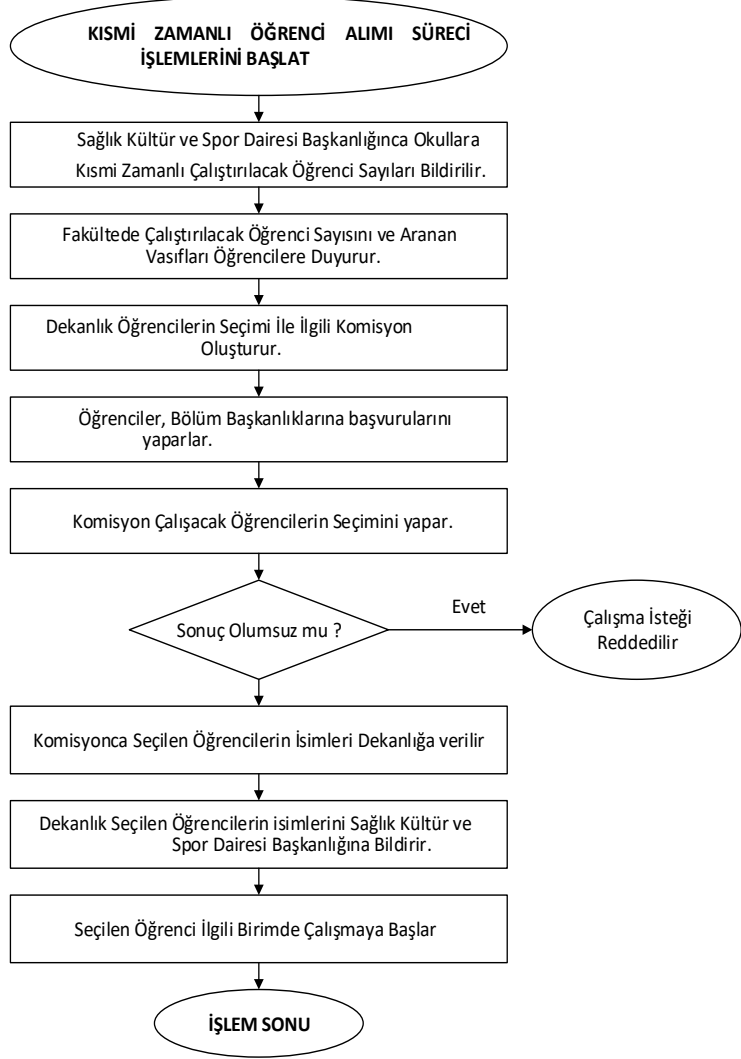 KISMİ ZAMANLI ÖĞRENCİ ALIMI SÜRECİ
İŞLEMLERİNİ BAŞLAT
Sağlık Kültür ve Spor Dairesi Başkanlığınca Okullara
Kısmi Zamanlı Çalıştırılacak Öğrenci Sayıları Bildirilir.
Fakültede Çalıştırılacak Öğrenci Sayısını ve Aranan
Vasıfları Öğrencilere Duyurur.
Dekanlık Öğrencilerin Seçimi İle İlgili Komisyon
Oluşturur.
Öğrenciler, Bölüm Başkanlıklarına başvurularını
yaparlar.
Komisyon Çalışacak Öğrencilerin Seçimini yapar.
Sonuç Olumsuz mu ?
Evet
Çalışma İsteği
Reddedilir
Komisyonca Seçilen Öğrencilerin İsimleri Dekanlığa verilir
Dekanlık Seçilen Öğrencilerin isimlerini Sağlık Kültür ve
Spor Dairesi Başkanlığına Bildirir.
Seçilen Öğrenci İlgili Birimde Çalışmaya Başlar
İŞLEM SONU